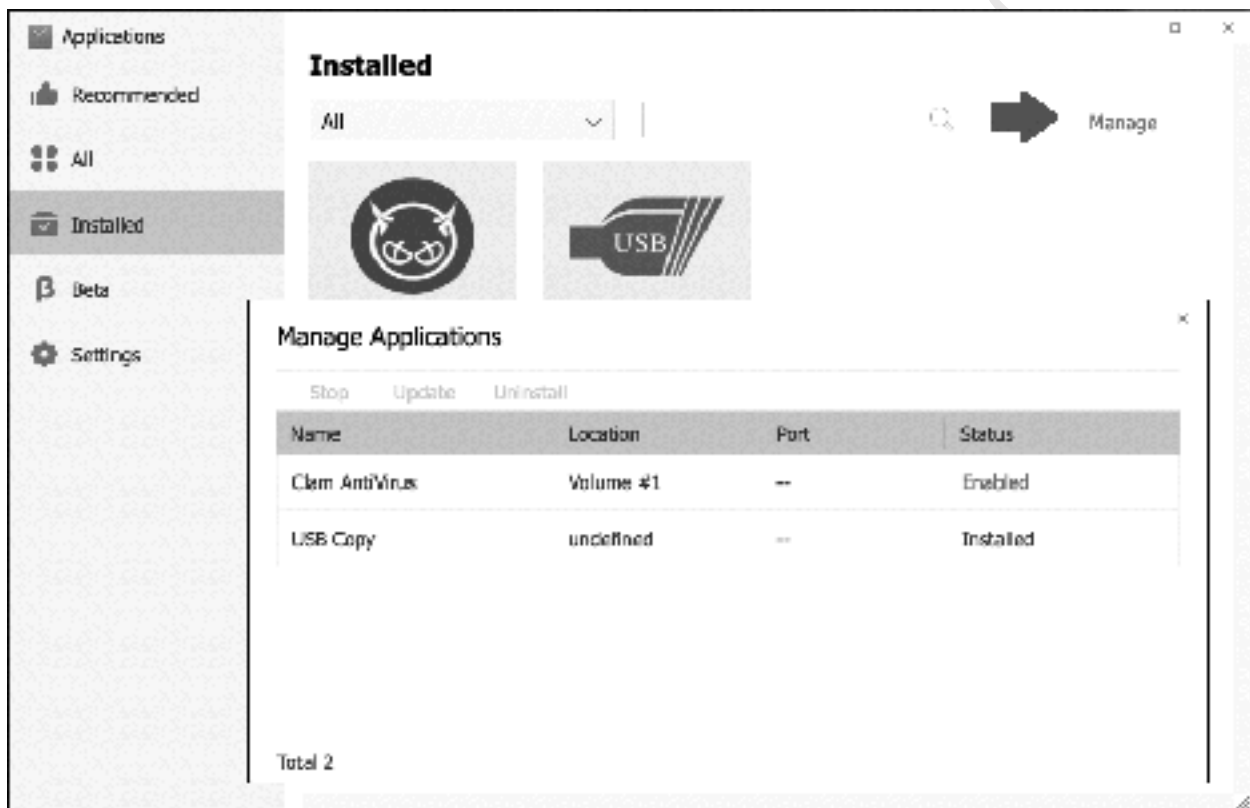 Applications
Recommended
All
Installed
β Beta
Settings
Installed
All
Manage
USB
Manage Applications
Stop Update Uninstall
Name Location Port Status
Clam AntiVirus Volume #1 -- Enabled
USB Copy undefined -- Installed
Total 2